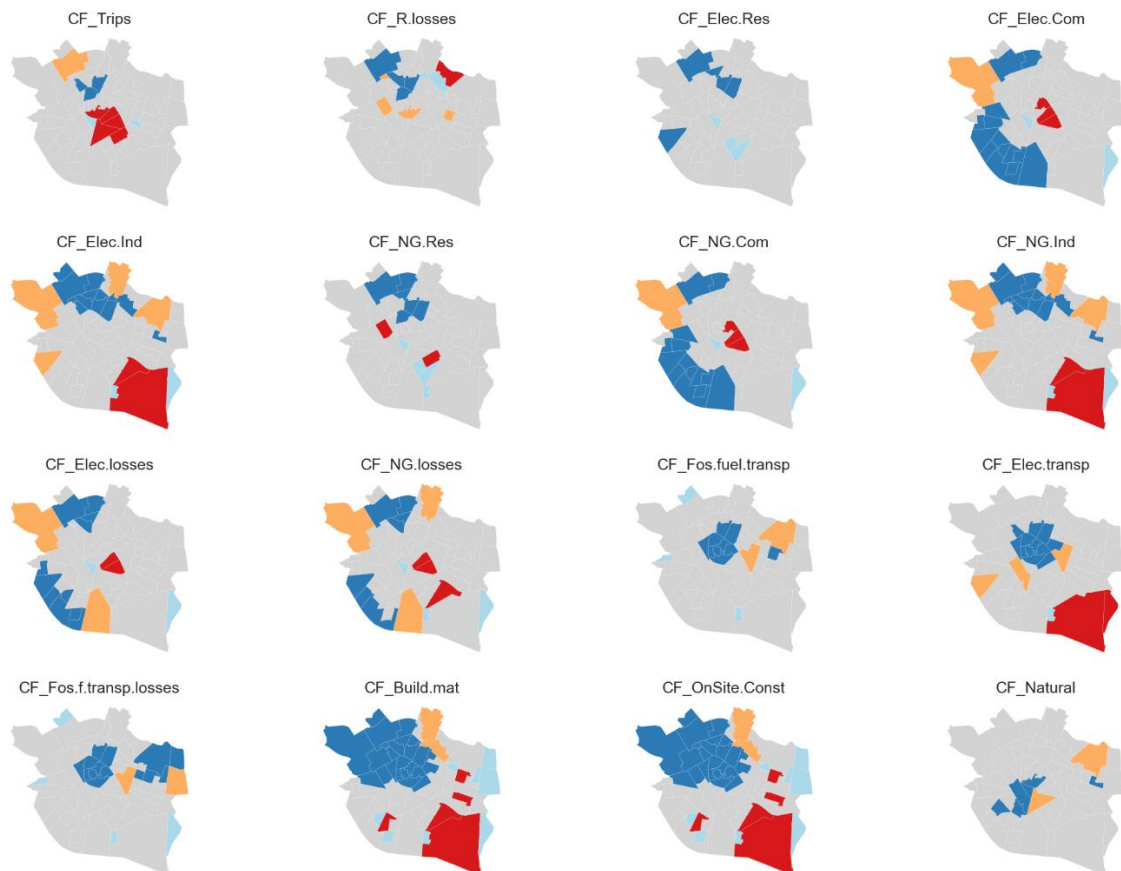 CF_Trips
CF_R.losses
CF_Elec.Res
CF_Elec.Com
CF_Elec.Ind
CF_NG.Res
CF_NG.Com
CF_NG.Ind
CF_Elec.losses
CF_NG.losses
CF_Fos.fuel.transp
CF_Elec.transp
CF_Fos.f.transp.losses
CF_Build.mat
CF_OnSite.Const
CF_Natural